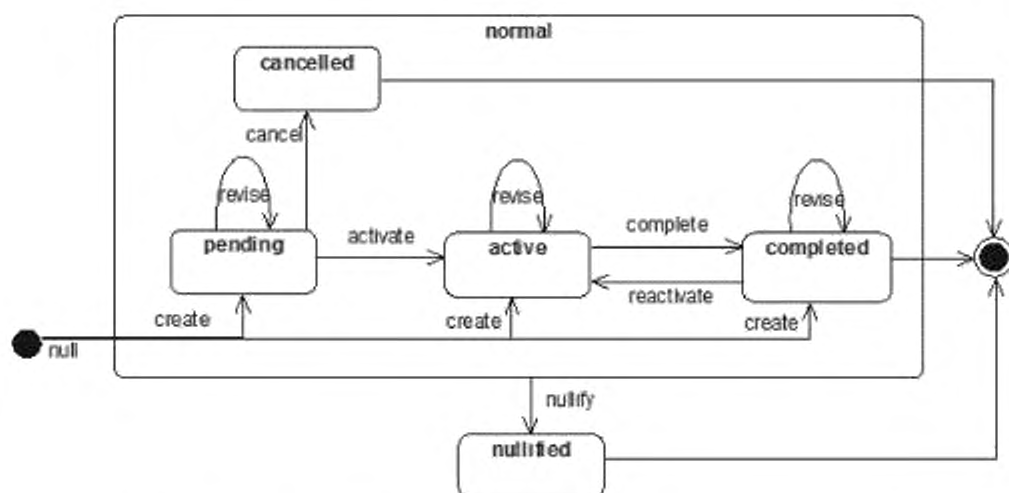 normal
cancelled
cancel
revise
revise
revise
pending
activate
active
complete
completed
reactivate
create
create
create
null
nullify
nullified